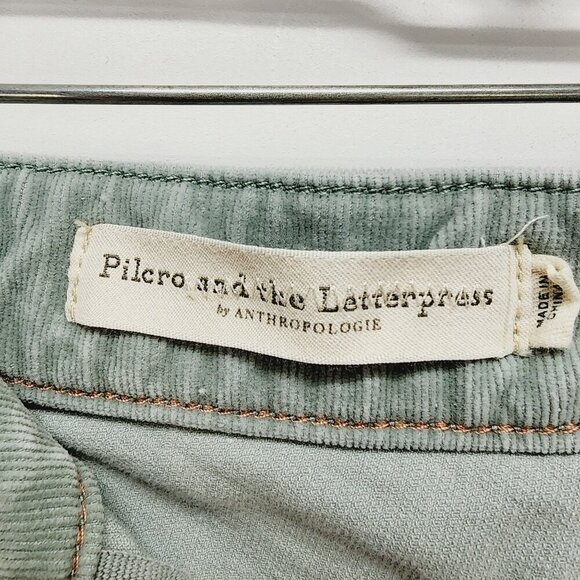 Pilcro and the Letterpress
by ANTHROPOLOGIE
MADE IN
CHINA